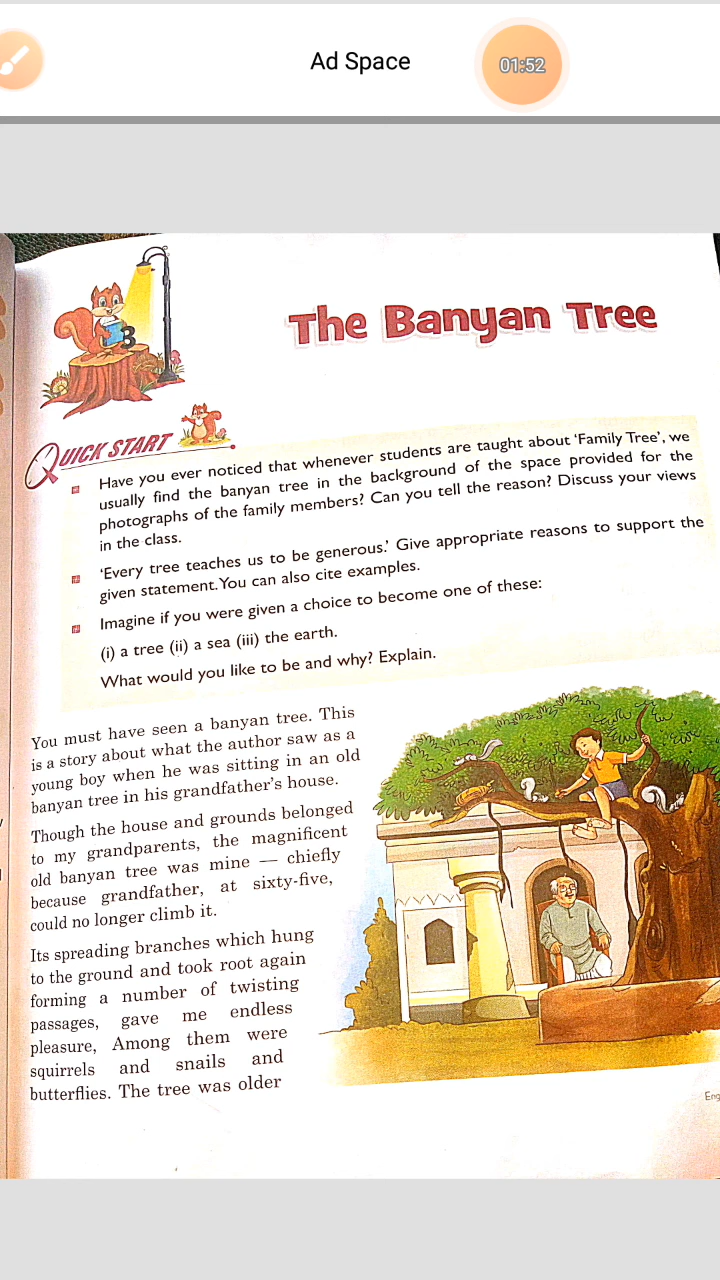 Ad Space
01:52
3
The Banyan Tree
QUICK START
Have you ever noticed that whenever students are taught about 'Family Tree', we
usually find the banyan tree in the background of the space provided for the
photographs of the family members? Can you tell the reason? Discuss your views
in the class.
'Every tree teaches us to be generous.' Give appropriate reasons to support the
given statement. You can also cite examples.
Imagine if you were given a choice to become one of these:
(i) a tree (ii) a sea (iii) the earth.
What would you like to be and why? Explain.
You must have seen a banyan tree. This
is a story about what the author saw as a
young boy when he was sitting in an old
banyan tree in his grandfather's house.
Though the house and grounds belonged
to my grandparents, the magnificent
old banyan tree was mine — chiefly
because grandfather, at sixty-five,
could no longer climb it.
Its spreading branches which hung
to the ground and took root again
forming a number of twisting
passages, gave me endless
pleasure, Among them were
squirrels and snails and
butterflies. The tree was older
Eng